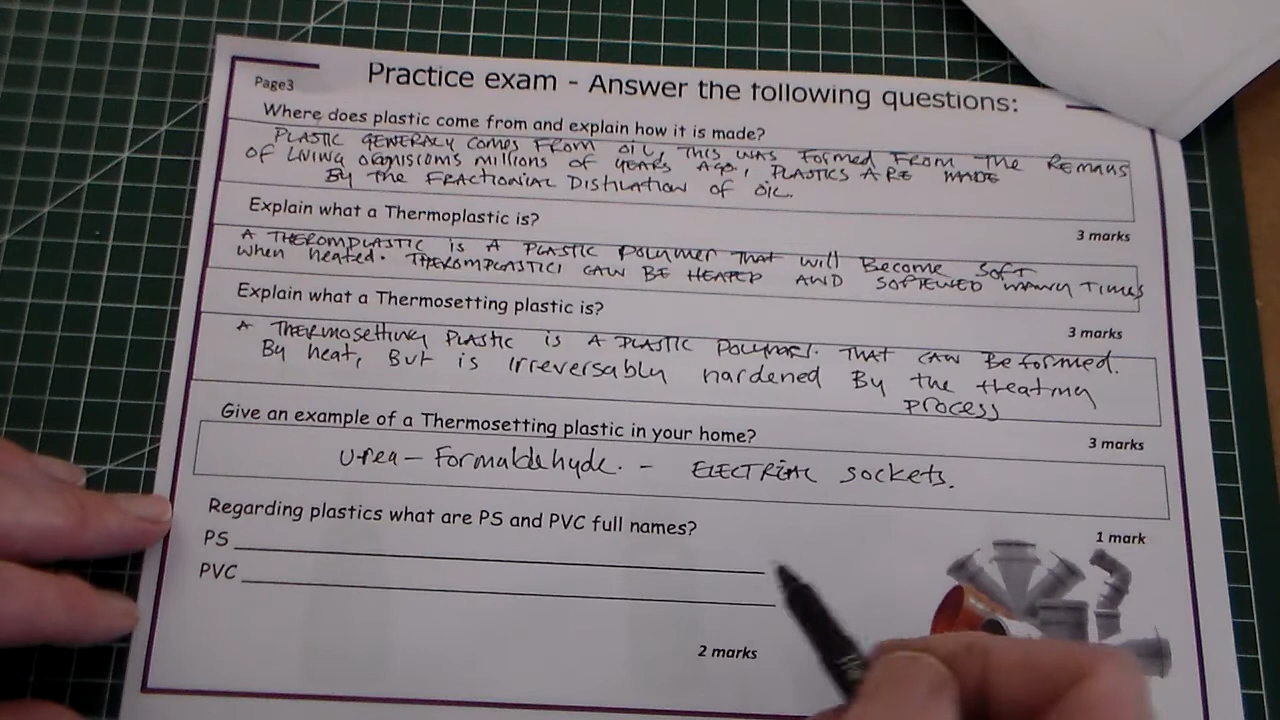 Page3
Practice exam - Answer the following questions:
Where does plastic come from and explain how it is made?
PLASTIC GENERALY COMES FROM OIL, THIS WAS FORMED FROM THE REMAINS
OF LIVING ORGNISCOMS MILLIONS OF YEARS AGO, PLASTICS ARE MADE
BY THE FRACTIONIAL DISTILATION OF OIL.
Explain what a Thermoplastic is?
3 marks
A THEROMPLASTIC IS A PLASTIC POLYMER THAT WILL BECOME SOFT
WHEN HEATED. THEROMPLASTICI CAN BE HEATED AND SOFTENED MANY TIMES
Explain what a Thermosetting plastic is?
3 marks
A THERMOSETTING PLASTIC IS A PLASTIC POLYMER. THAT CAN BE FORMED.
BY HEAT, BUT IS IRREVERSABLY HARDENED BY THE HEATING
PROCESS
Give an example of a Thermosetting plastic in your home?
3 marks
Urea - Formaldehyde. - ELECTRICAL SOCKETS.
Regarding plastics what are PS and PVC full names?
1 mark
PS
PVC
2 marks